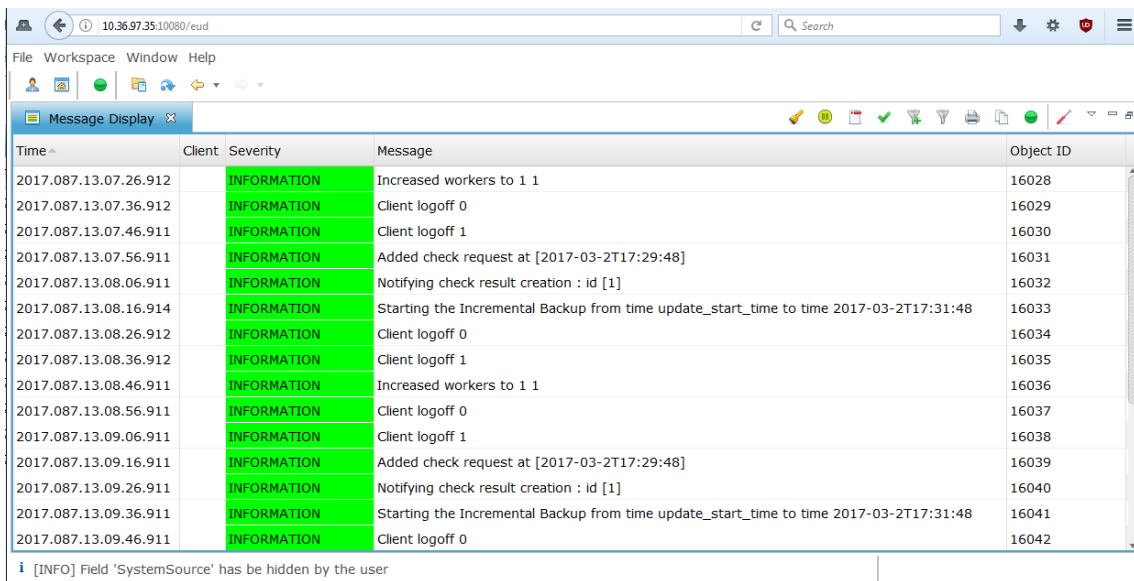 10.36.97.35:10080/eud
Search
File Workspace Window Help
Message Display
Time Client Severity Message Object ID
2017.087.13.07.26.912 INFORMATION Increased workers to 1 1 16028
2017.087.13.07.36.912 INFORMATION Client logoff 0 16029
2017.087.13.07.46.911 INFORMATION Client logoff 1 16030
2017.087.13.07.56.911 INFORMATION Added check request at [2017-03-2T17:29:48] 16031
2017.087.13.08.06.911 INFORMATION Notifying check result creation : id [1] 16032
2017.087.13.08.16.914 INFORMATION Starting the Incremental Backup from time update_start_time to time 2017-03-2T17:31:48 16033
2017.087.13.08.26.912 INFORMATION Client logoff 0 16034
2017.087.13.08.36.912 INFORMATION Client logoff 1 16035
2017.087.13.08.46.911 INFORMATION Increased workers to 1 1 16036
2017.087.13.08.56.911 INFORMATION Client logoff 0 16037
2017.087.13.09.06.911 INFORMATION Client logoff 1 16038
2017.087.13.09.16.911 INFORMATION Added check request at [2017-03-2T17:29:48] 16039
2017.087.13.09.26.911 INFORMATION Notifying check result creation : id [1] 16040
2017.087.13.09.36.911 INFORMATION Starting the Incremental Backup from time update_start_time to time 2017-03-2T17:31:48 16041
2017.087.13.09.46.911 INFORMATION Client logoff 0 16042
[INFO] Field 'SystemSource' has be hidden by the user